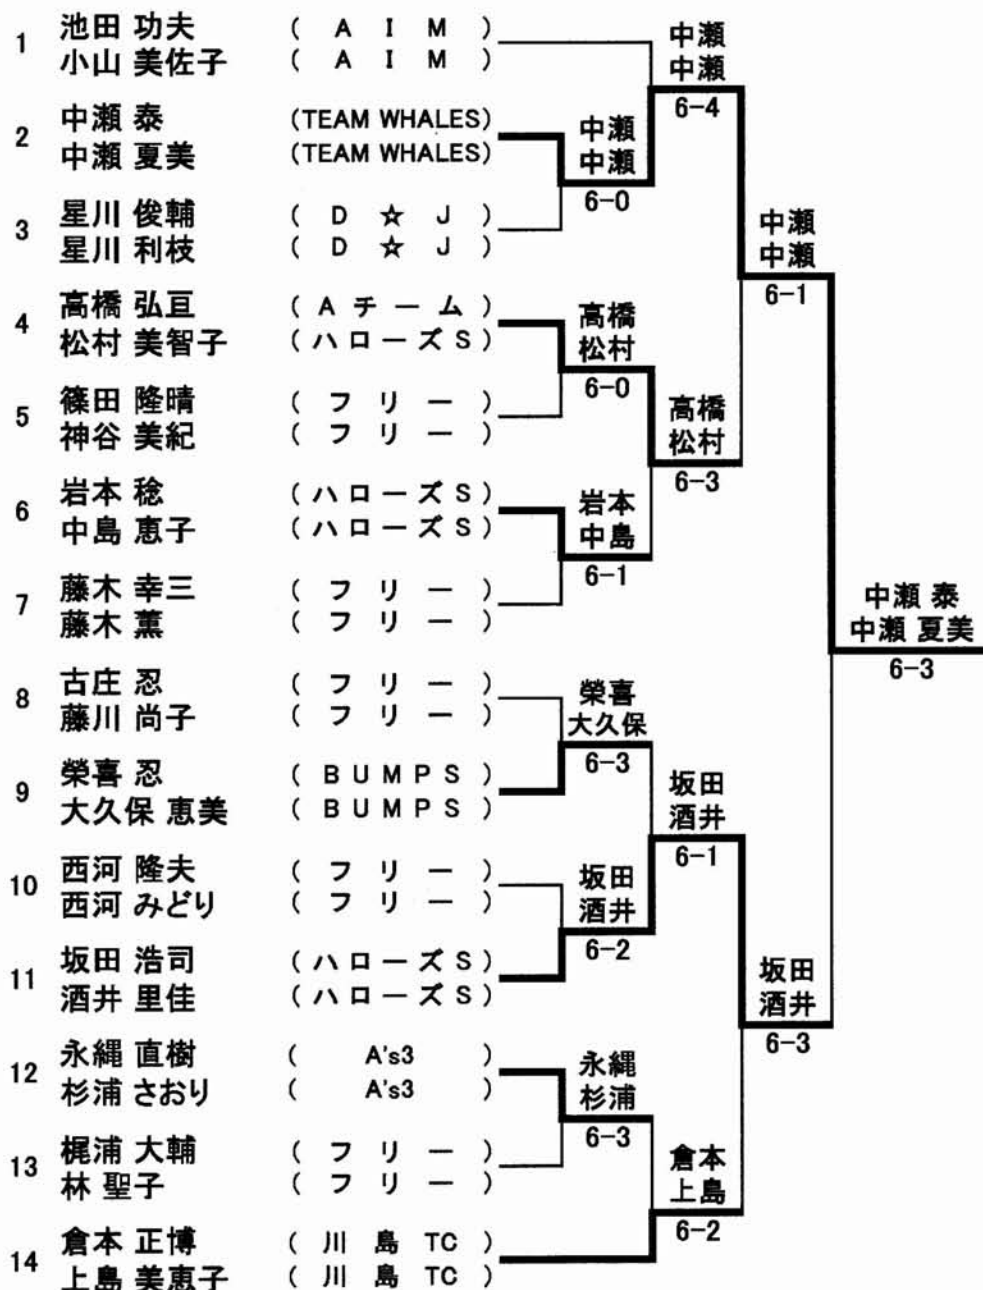 1 池田 功夫 ( A I M )
小山 美佐子 ( A I M )
2 中瀬 泰 (TEAM WHALES)
中瀬 夏美 (TEAM WHALES)
3 星川 俊輔 ( D ☆ J )
星川 利枝 ( D ☆ J )
4 高橋 弘亘 ( A チ ー ム )
松村 美智子 ( ハ ロ ー ズ S )
5 篠田 隆晴 ( フ リ ー )
神谷 美紀 ( フ リ ー )
6 岩本 稔 ( ハ ロ ー ズ S )
中島 恵子 ( ハ ロ ー ズ S )
7 藤木 幸三 ( フ リ ー )
藤木 薫 ( フ リ ー )
8 古庄 忍 ( フ リ ー )
藤川 尚子 ( フ リ ー )
9 榮喜 忍 ( B U M P S )
大久保 恵美 ( B U M P S )
10 西河 隆夫 ( フ リ ー )
西河 みどり ( フ リ ー )
11 坂田 浩司 ( ハ ロ ー ズ S )
酒井 里佳 ( ハ ロ ー ズ S )
12 永縄 直樹 ( A's3 )
杉浦 さおり ( A's3 )
13 梶浦 大輔 ( フ リ ー )
林 聖子 ( フ リ ー )
14 倉本 正博 ( 川 島 TC )
上島 美恵子 ( 川 島 TC )
中瀬
中瀬
6-0
高橋
松村
6-0
岩本
中島
6-1
榮喜
大久保
6-3
坂田
酒井
6-2
永縄
杉浦
6-3
中瀬
中瀬
6-4
高橋
松村
6-3
坂田
酒井
6-1
倉本
上島
6-2
中瀬
中瀬
6-1
坂田
酒井
6-3
中瀬 泰
中瀬 夏美
6-3